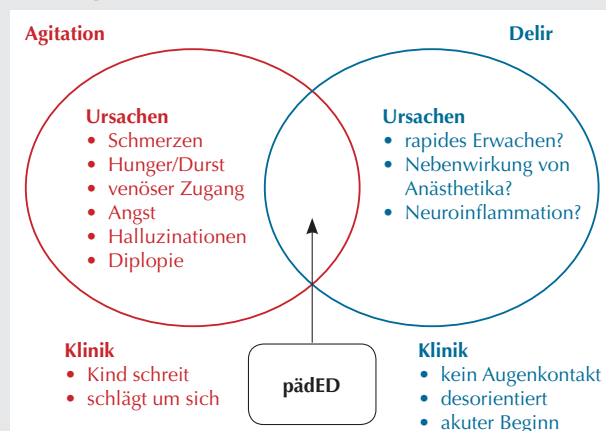 Agitation
Delir
Ursachen
• Schmerzen
• Hunger/Durst
• venöser Zugang
• Angst
• Halluzinationen
• Diplopie
Ursachen
• rapides Erwachen?
• Nebenwirkung von
Anästhetika?
• Neuroinflammation?
Klinik
• Kind schreit
• schlägt um sich
pädED
Klinik
• kein Augenkontakt
• desorientiert
• akuter Beginn